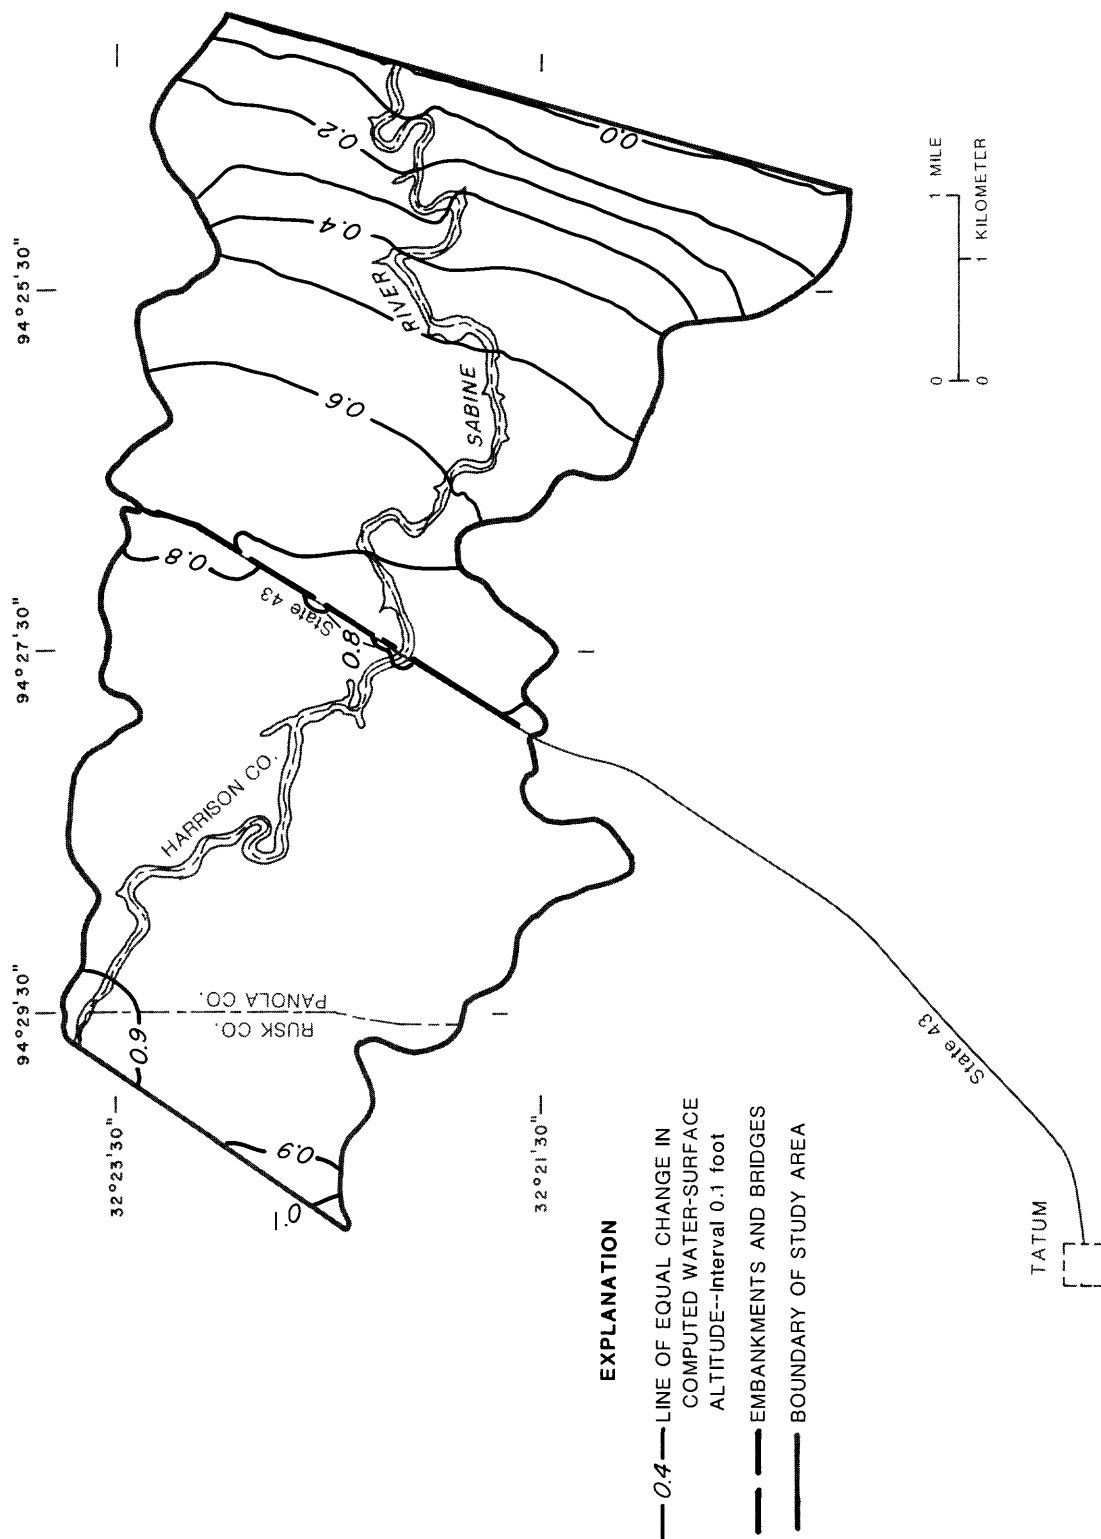 94°29'30"
94°27'30"
94°25'30"
32°23'30"
32°21'30"
0.9
0.9
1.0
RUSK CO.
PANOLA CO.
HARRISON CO.
0.8
State 43
0.8
0.6
SABINE
RIVER
0.4
0.2
0.0
State 43
TATUM
0 1 MILE
0 1 KILOMETER
EXPLANATION
0.4 LINE OF EQUAL CHANGE IN
COMPUTED WATER-SURFACE
ALTITUDE--Interval 0.1 foot
EMBANKMENTS AND BRIDGES
BOUNDARY OF STUDY AREA